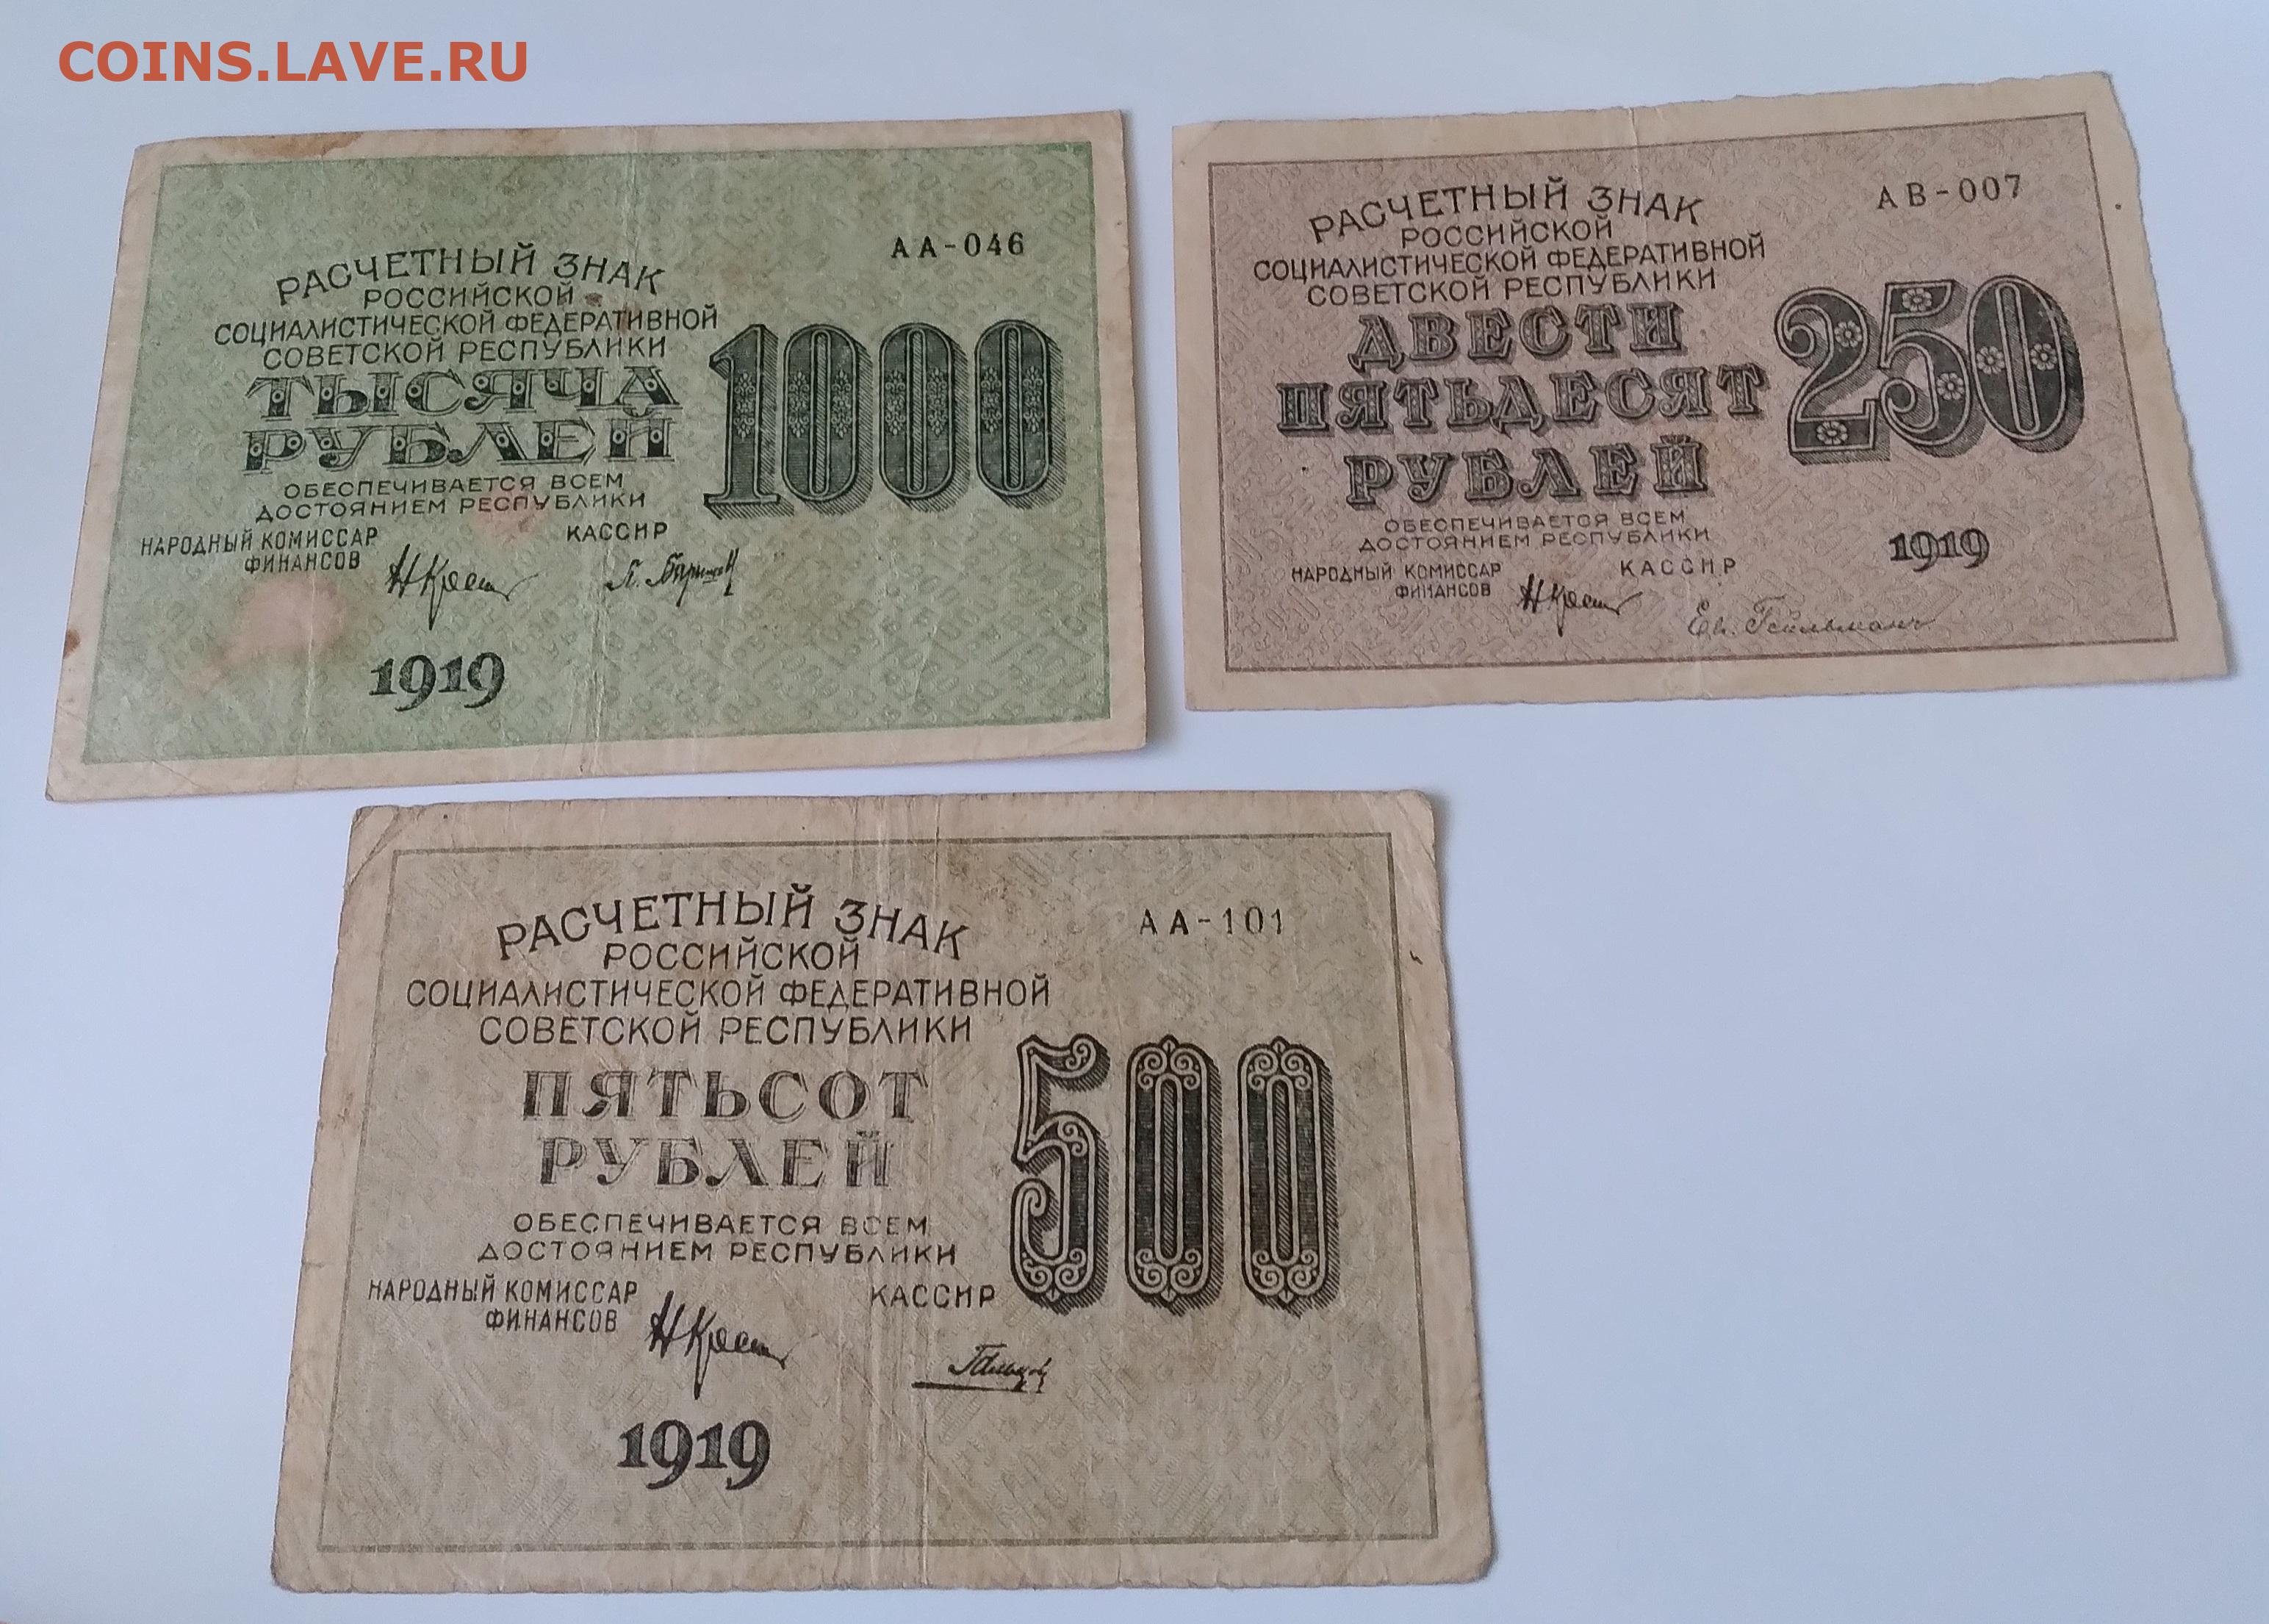 COINS.LAVE.RU
АА-046
РАСЧЕТНЫЙ ЗНАК
РОССИЙСКОЙ
СОЦИАЛИСТИЧЕСКОЙ ФЕДЕРАТИВНОЙ
СОВЕТСКОЙ РЕСПУБЛИКИ
ТЫСЯЧА
РУБЛЕЙ
1000
ОБЕСПЕЧИВАЕТСЯ ВСЕМ
ДОСТОЯНИЕМ РЕСПУБЛИКИ
НАРОДНЫЙ КОМИССАР
ФИНАНСОВ
КАССИР
1919
АВ-007
РАСЧЕТНЫЙ ЗНАК
РОССИЙСКОЙ
СОЦИАЛИСТИЧЕСКОЙ ФЕДЕРАТИВНОЙ
СОВЕТСКОЙ РЕСПУБЛИКИ
ДВЕСТИ
ПЯТЬДЕСЯТ
РУБЛЕЙ
250
ОБЕСПЕЧИВАЕТСЯ ВСЕМ
ДОСТОЯНИЕМ РЕСПУБЛИКИ
1919
НАРОДНЫЙ КОМИССАР
ФИНАНСОВ
КАССИР
Ев. Гейльман
АА-101
РАСЧЕТНЫЙ ЗНАК
РОССИЙСКОЙ
СОЦИАЛИСТИЧЕСКОЙ ФЕДЕРАТИВНОЙ
СОВЕТСКОЙ РЕСПУБЛИКИ
ПЯТЬСОТ
РУБЛЕЙ
500
ОБЕСПЕЧИВАЕТСЯ ВСЕМ
ДОСТОЯНИЕМ РЕСПУБЛИКИ
НАРОДНЫЙ КОМИССАР
ФИНАНСОВ
КАССИР
1919